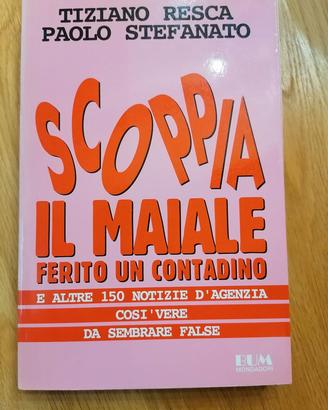 TIZIANO RESCA
PAOLO STEFANATO
SCOPPIA
IL MAIALE
FERITO UN CONTADINO
E ALTRE 150 NOTIZIE D'AGENZIA
COSI'VERE
DA SEMBRARE FALSE
BUM
MONDADORI